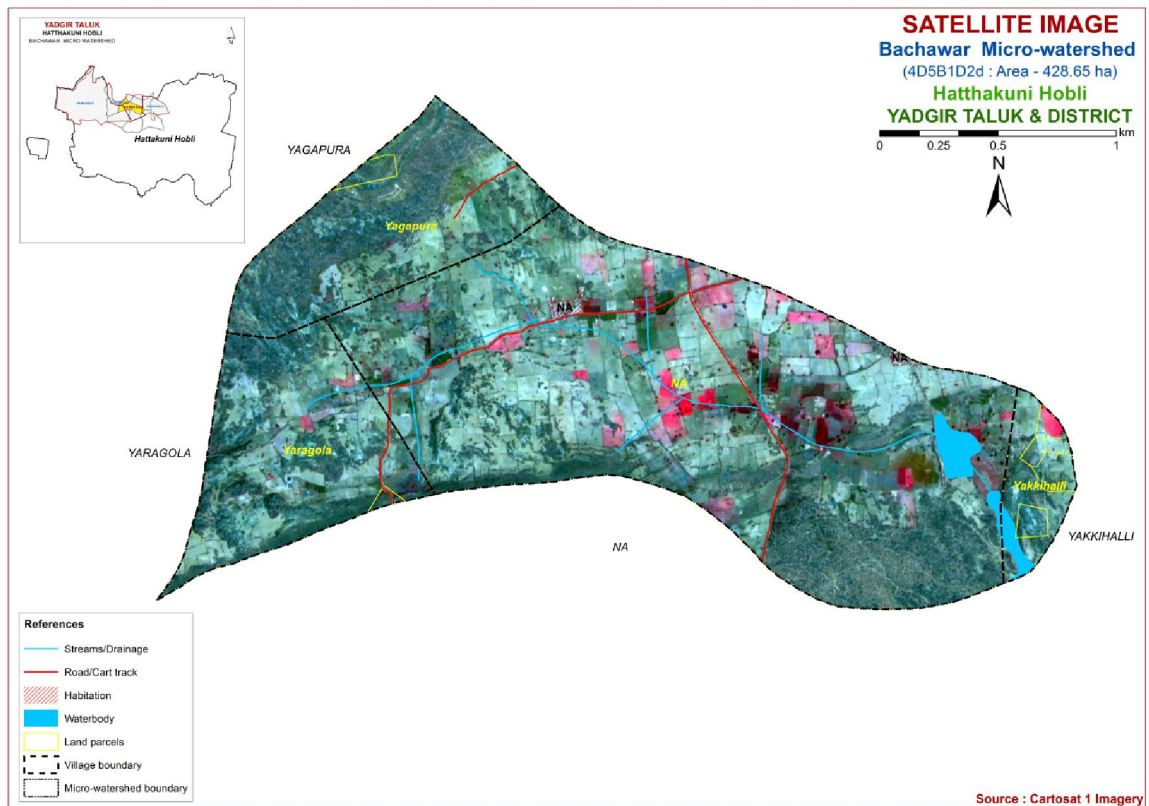 YADGIR TALUK
HATTHAKUNI HOBLI
BACHAWAR MICRO-WATERSHED
N
Hattakuni Hobli
SATELLITE IMAGE
Bachawar Micro-watershed
(4D5B1D2d : Area - 428.65 ha)
Hatthakuni Hobli
YADGIR TALUK & DISTRICT
km
0 0.25 0.5 1
N
YAGAPURA
Yagapura
NA
NA
NA
YARAGOLA
Yaragola
Yakkihalli
YAKKIHALLI
NA
References
Streams/Drainage
Road/Cart track
Habitation
Waterbody
Land parcels
Village boundary
Micro-watershed boundary
Source : Cartosat 1 Imagery